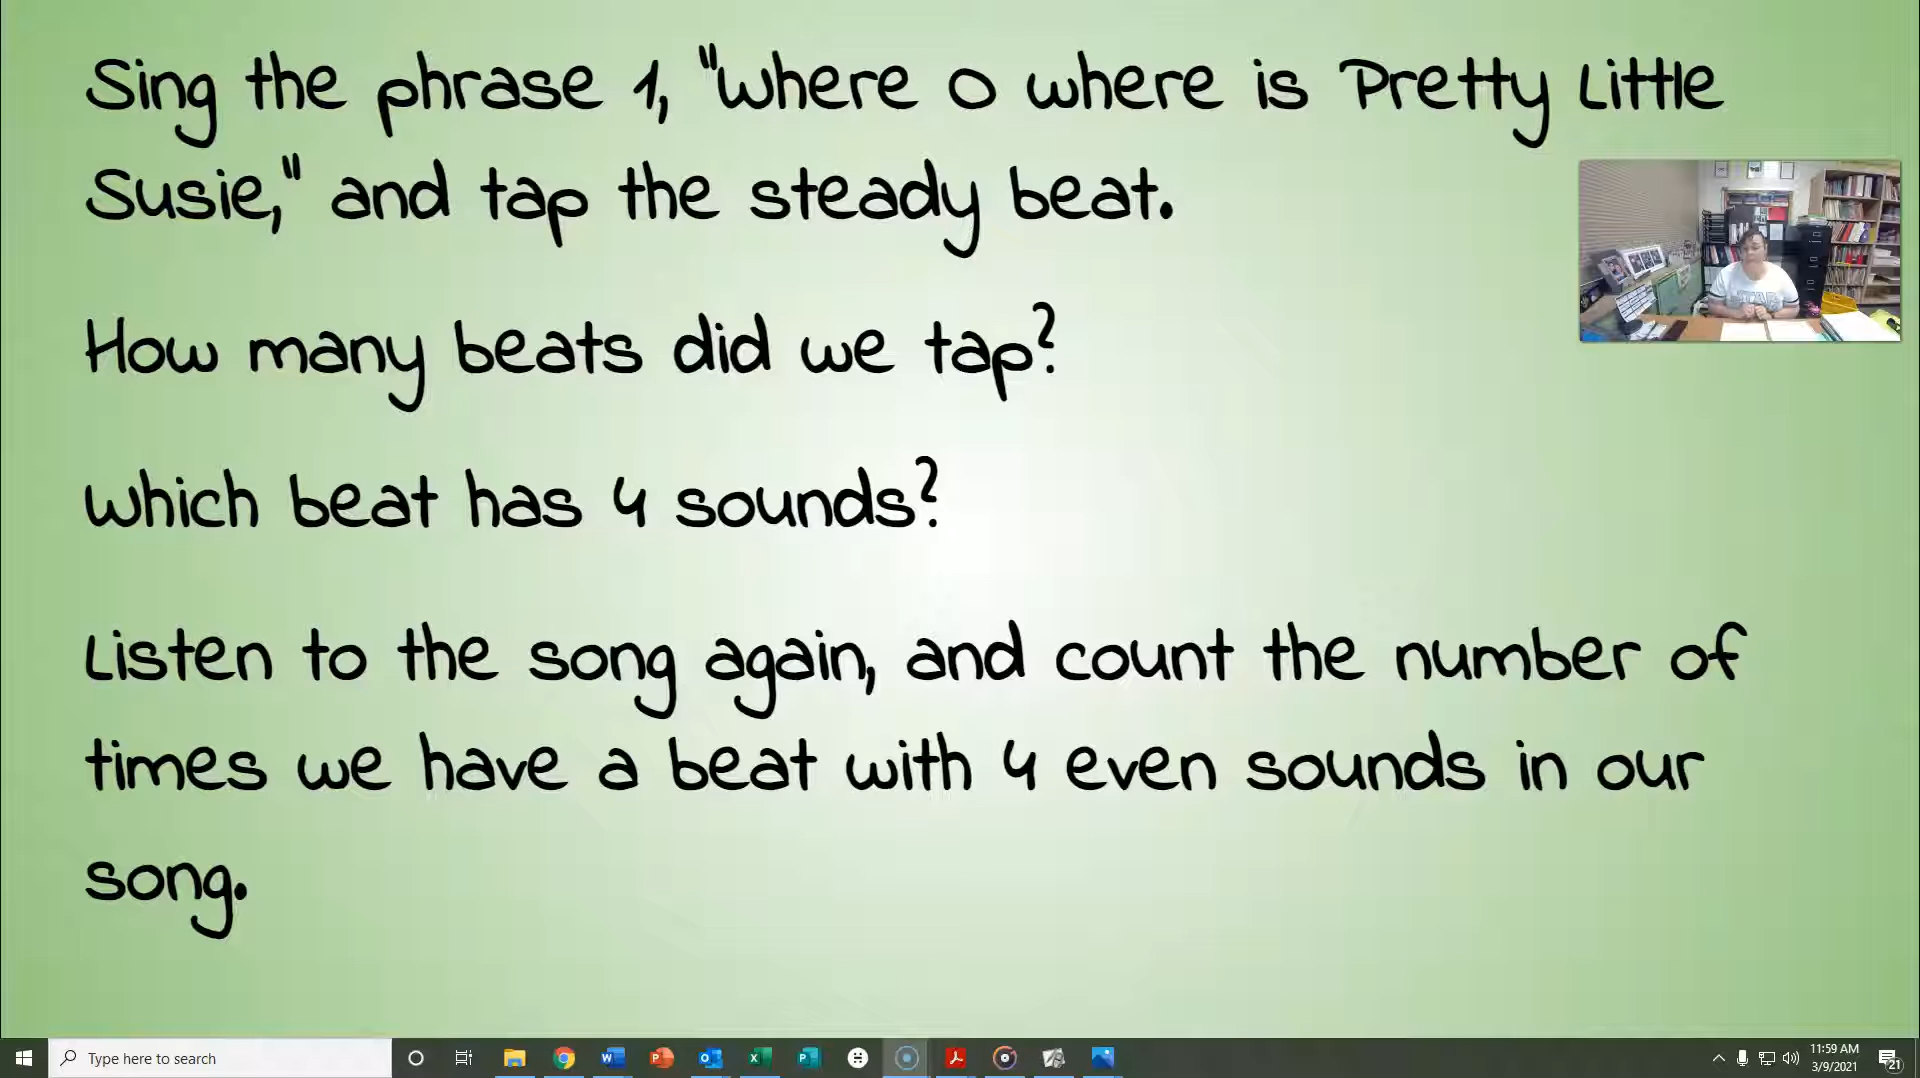 Sing the phrase 1, "Where O where is Pretty Little
Susie," and tap the steady beat.
How many beats did we tap?
Which beat has 4 sounds?
Listen to the song again, and count the number of
times we have a beat with 4 even sounds in our
song.
Type here to search
11:59 AM
3/9/2021
21